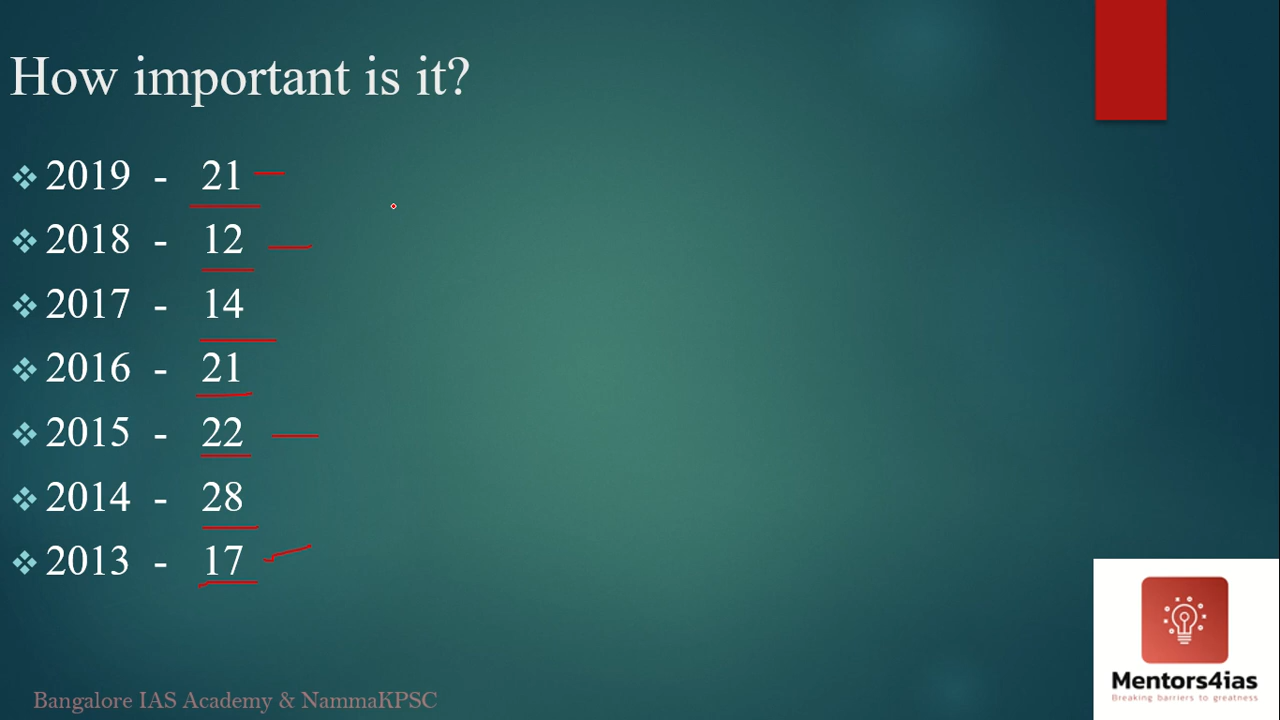 How important is it?
2019 - 21
2018 - 12
2017 - 14
2016 - 21
2015 - 22
2014 - 28
2013 - 17
Bangalore IAS Academy & NammaKPSC
Mentors4ias
Breaking barriers to greatness